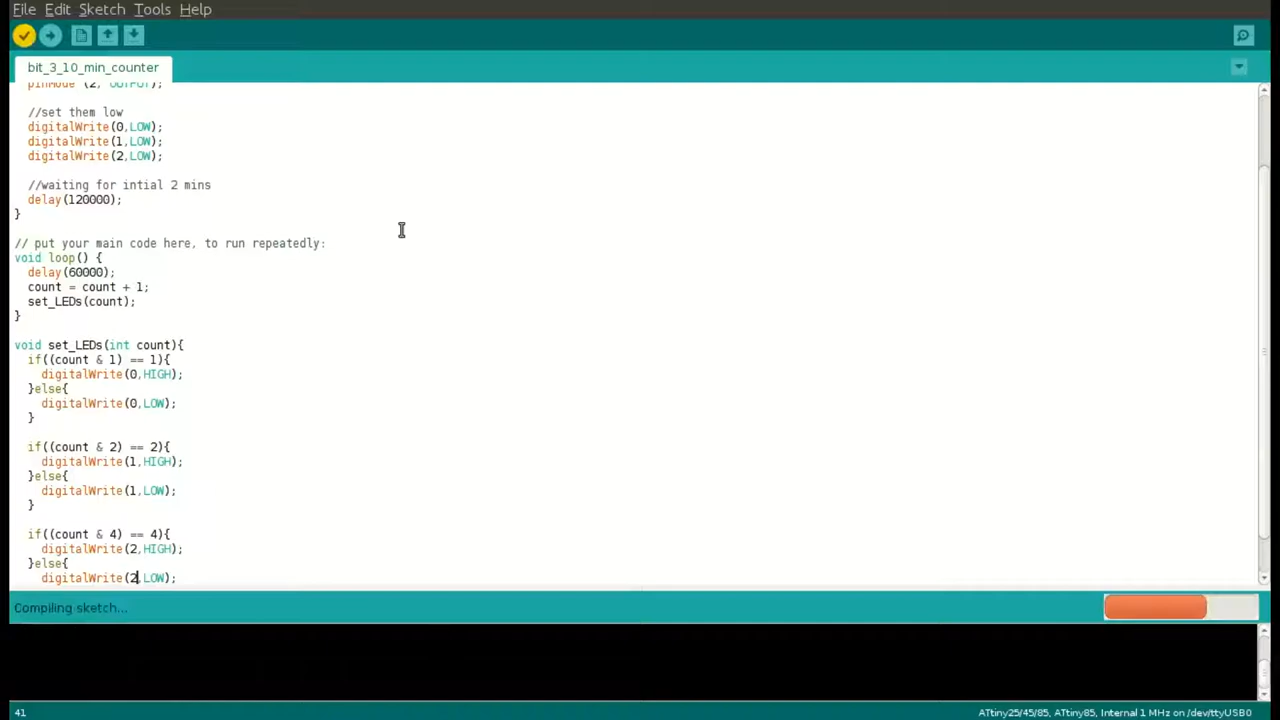 File Edit Sketch Tools Help
bit_3_10_min_counter
pinMode (2, OUTPUT);
//set them low
digitalWrite(0,LOW);
digitalWrite(1,LOW);
digitalWrite(2,LOW);
//waiting for intial 2 mins
delay(120000);
}
// put your main code here, to run repeatedly:
void loop() {
delay(60000);
count = count + 1;
set_LEDs(count);
}
void set_LEDs(int count){
if((count & 1) == 1){
digitalWrite(0,HIGH);
}else{
digitalWrite(0,LOW);
}
if((count & 2) == 2){
digitalWrite(1,HIGH);
}else{
digitalWrite(1,LOW);
}
if((count & 4) == 4){
digitalWrite(2,HIGH);
}else{
digitalWrite(2,LOW);
Compiling sketch...
41
ATtiny25/45/85, ATtiny85, Internal 1 MHz on /dev/ttyUSB0